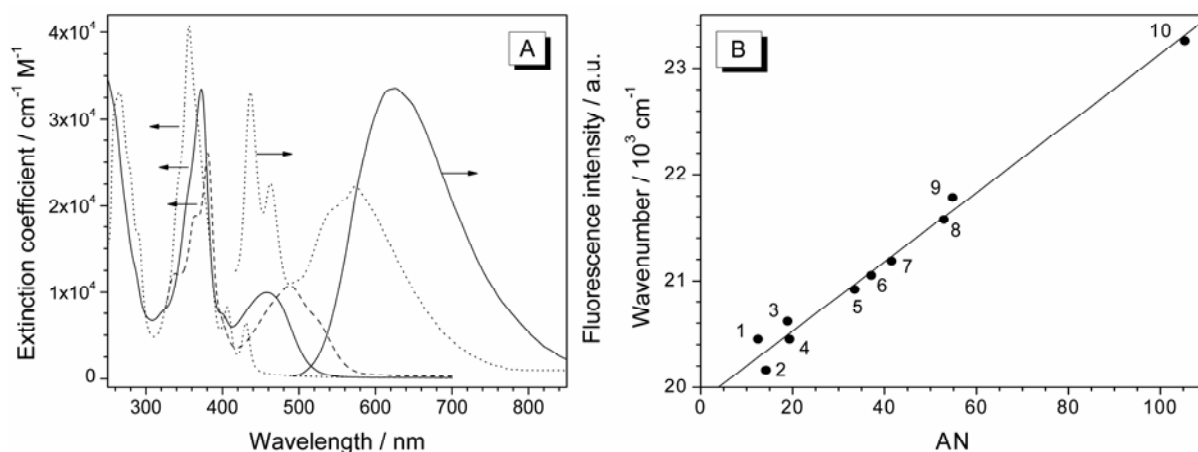 A
Extinction coefficient / cm⁻¹ M⁻¹
4x10⁴
3x10⁴
2x10⁴
1x10⁴
0
300 400 500 600 700 800
Wavelength / nm
Fluorescence intensity / a.u.
B
Wavenumber / 10³ cm⁻¹
23
22
21
20
0 20 40 60 80 100
AN
10
9
8
7
6
5
3
1
4
2